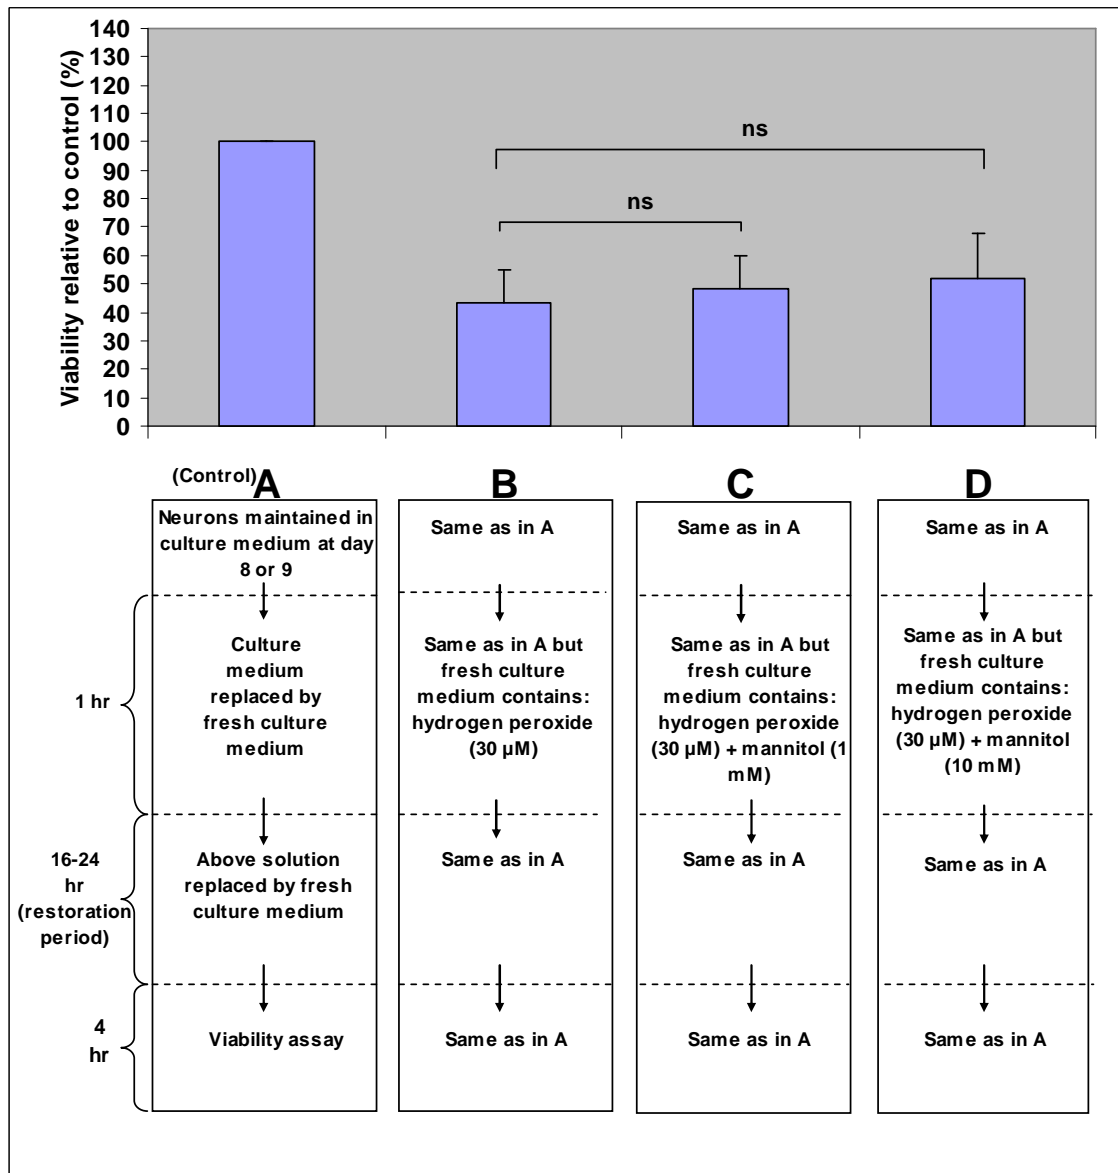 Viability relative to control (%)
140
130
120
110
100
90
80
70
60
50
40
30
20
10
0
ns
ns
(Control)
A
B
C
D
Neurons maintained in
culture medium at day
8 or 9
Same as in A
Same as in A
Same as in A
1 hr
Culture
medium
replaced by
fresh culture
medium
Same as in A but
fresh culture
medium contains:
hydrogen peroxide
(30 µM)
Same as in A but
fresh culture
medium contains:
hydrogen peroxide
(30 µM) + mannitol (1
mM)
Same as in A but
fresh culture
medium contains:
hydrogen peroxide
(30 µM) + mannitol
(10 mM)
16-24
hr
(restoration
period)
Above solution
replaced by fresh
culture medium
Same as in A
Same as in A
Same as in A
4
hr
Viability assay
Same as in A
Same as in A
Same as in A